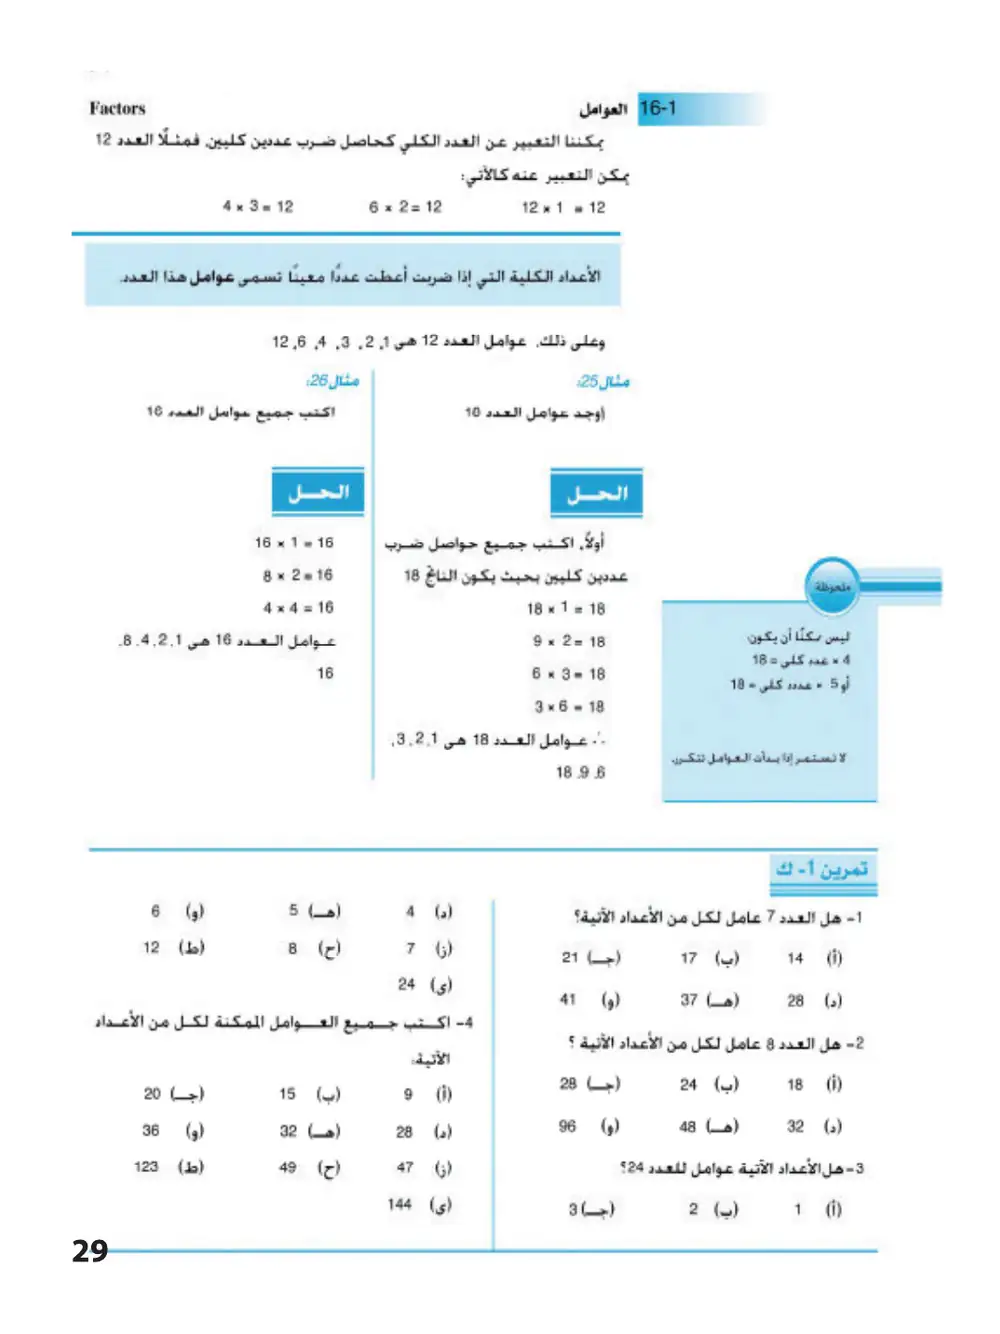 16-1 العوامل Factors
يمكننا التعبير عن العدد الكلي كحاصل ضرب عددين كليين، فمثلًا العدد 12
يمكن التعبير عنه كالآتي:
12 × 1 = 12 6 × 2 = 12 4 × 3 = 12
الأعداد الكلية التي إذا ضربت أعطت عددًا معينًا تسمى عوامل هذا العدد.
وعلى ذلك، عوامل العدد 12 هى 1، 2، 3، 4، 6، 12
مثال 25:
أوجد عوامل العدد 18
الحــل
أولاً، اكتب جميع حواصل ضرب
عددين كليين بحيث يكون الناتج 18
18 × 1 = 18
9 × 2 = 18
6 × 3 = 18
3 × 6 = 18
∴ عوامل العدد 18 هى 1، 2، 3،
6، 9، 18
مثال 26:
اكتب جميع عوامل العدد 16
الحــل
16 × 1 = 16
8 × 2 = 16
4 × 4 = 16
عوامل العدد 16 هى 1، 2، 4، 8،
16
ملحوظة
ليس ممكنًا أن يكون:
4 × عدد كلى = 18
أو 5 × عدد كلى = 18
لا تستمر إذا بدأت العوامل تتكرر.
تمرين 1- ك
1- هل العدد 7 عامل لكل من الأعداد الآتية؟
(أ) 14 (ب) 17 (جـ) 21
(د) 28 (هـ) 37 (و) 41
2- هل العدد 8 عامل لكل من الأعداد الآتية ؟
(أ) 18 (ب) 24 (جـ) 28
(د) 32 (هـ) 48 (و) 96
3- هل الأعداد الآتية عوامل للعدد 24؟
(أ) 1 (ب) 2 (جـ) 3
(د) 4 (هـ) 5 (و) 6
(ز) 7 (ح) 8 (ط) 12
(ى) 24
4- اكتب جميع العوامل الممكنة لكل من الأعداد
الآتية:
(أ) 9 (ب) 15 (جـ) 20
(د) 28 (هـ) 32 (و) 36
(ز) 47 (ح) 49 (ط) 123
(ى) 144
29